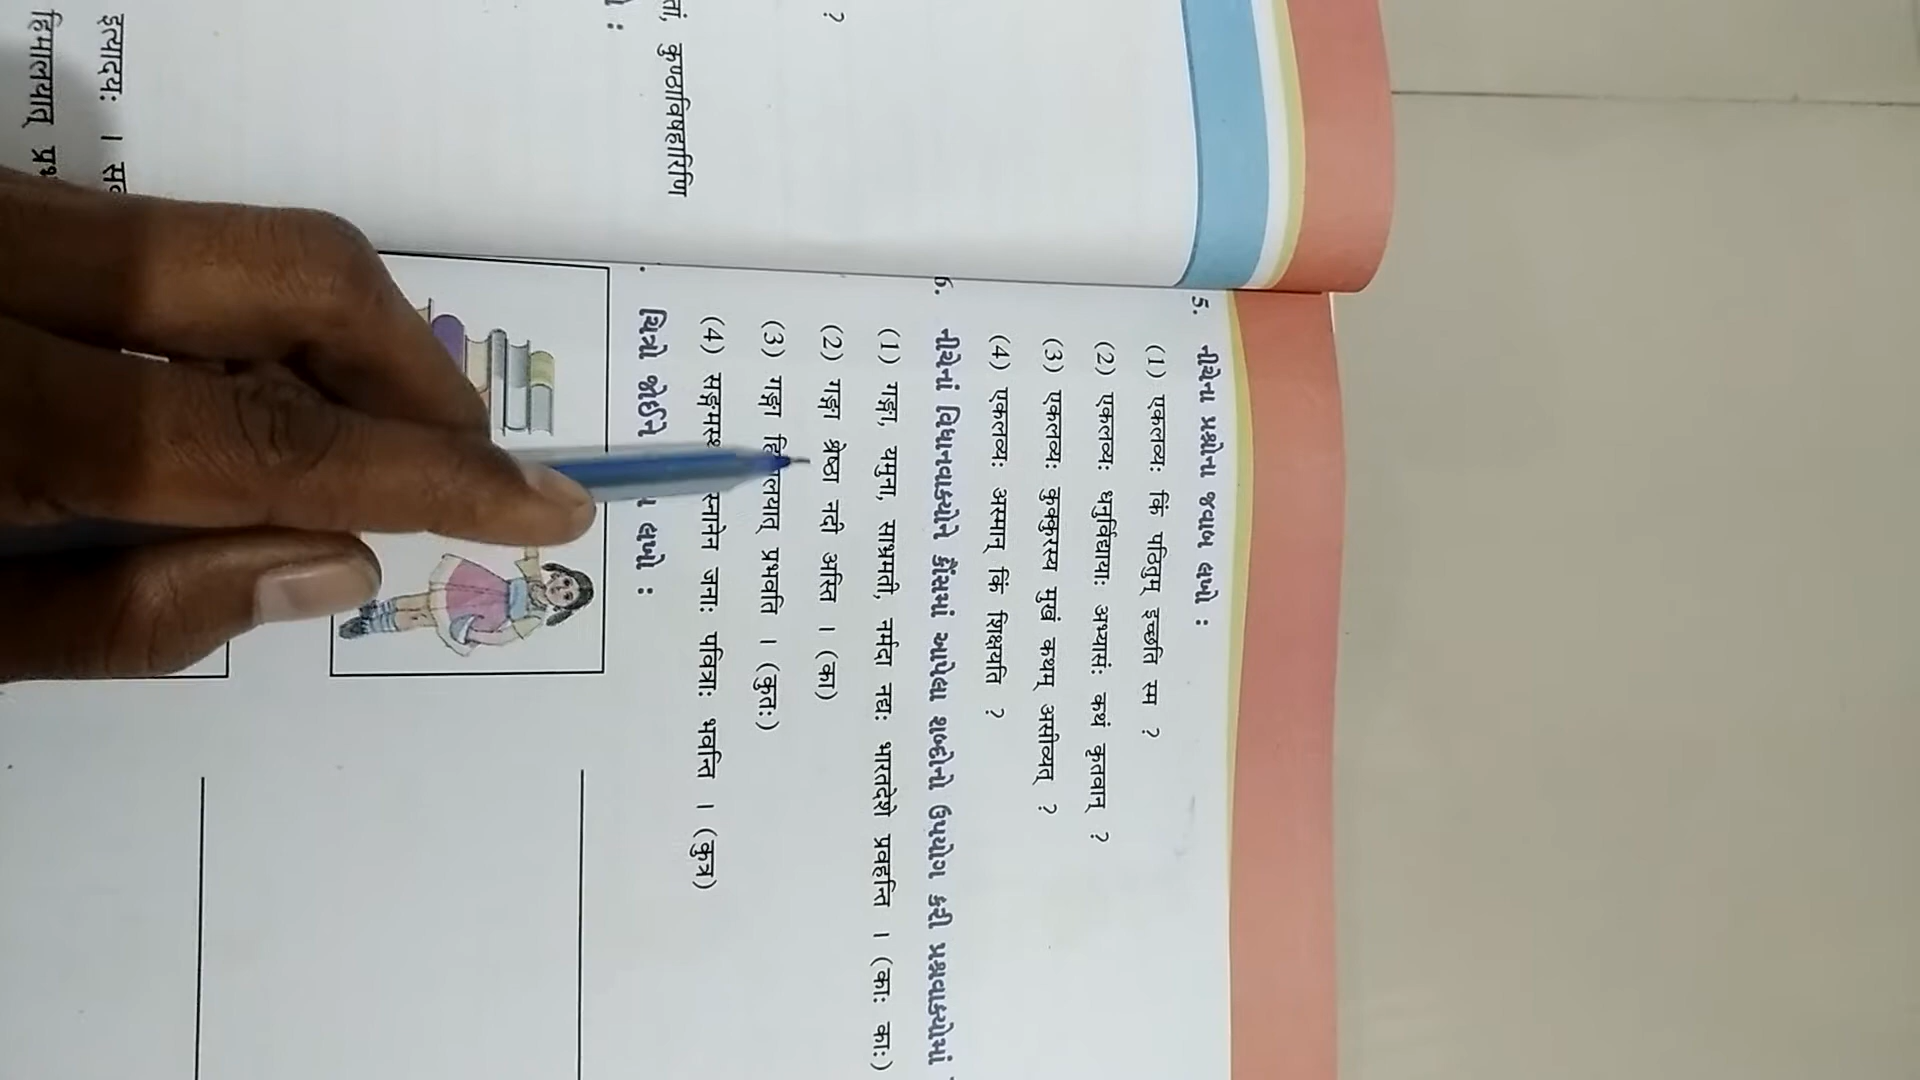 ?
तां, कुण्ठाविषहारिणि
:
इत्यादयः ।
हिमालयात्
5. નીચેના પ્રશ્નોના જવાબ લખો :
(1) एकलव्यः किं पठितुम् इच्छति स्म ?
(2) एकलव्यः धनुर्विद्यायाः अभ्यासंः कथं कृतवान् ?
(3) एकलव्यः कुक्कुरस्य मुखं कथम् असीव्यत् ?
(4) एकलव्यः अस्मान् किं शिक्षयति ?
6. નીચેનાં વિધાનવાક્યોને કૌંસમાં આપેલા શબ્દોનો ઉપયોગ કરી પ્રશ્નવાક્યોમાં
(1) गङ्गा, यमुना, साभ्रमती, नर्मदा नद्यः भारतदेशे प्रवहन्ति । (काः काः)
(2) गङ्गा श्रेष्ठा नदी अस्ति । (का)
(3) गङ्गा हिमालयात् प्रभवति । (कुतः)
(4) स्नानेन जनाः पवित्राः भवन्ति । (कुत्र)
ચિત્રો જોઈને લખો :